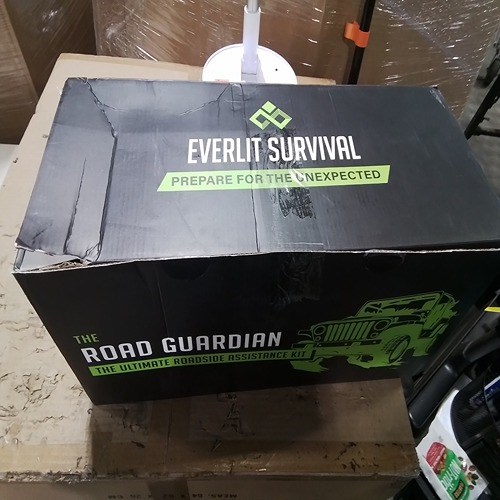 EVERLIT SURVIVAL
PREPARE FOR THE UNEXPECTED
THE
ROAD GUARDIAN
THE ULTIMATE ROADSIDE ASSISTANCE KIT